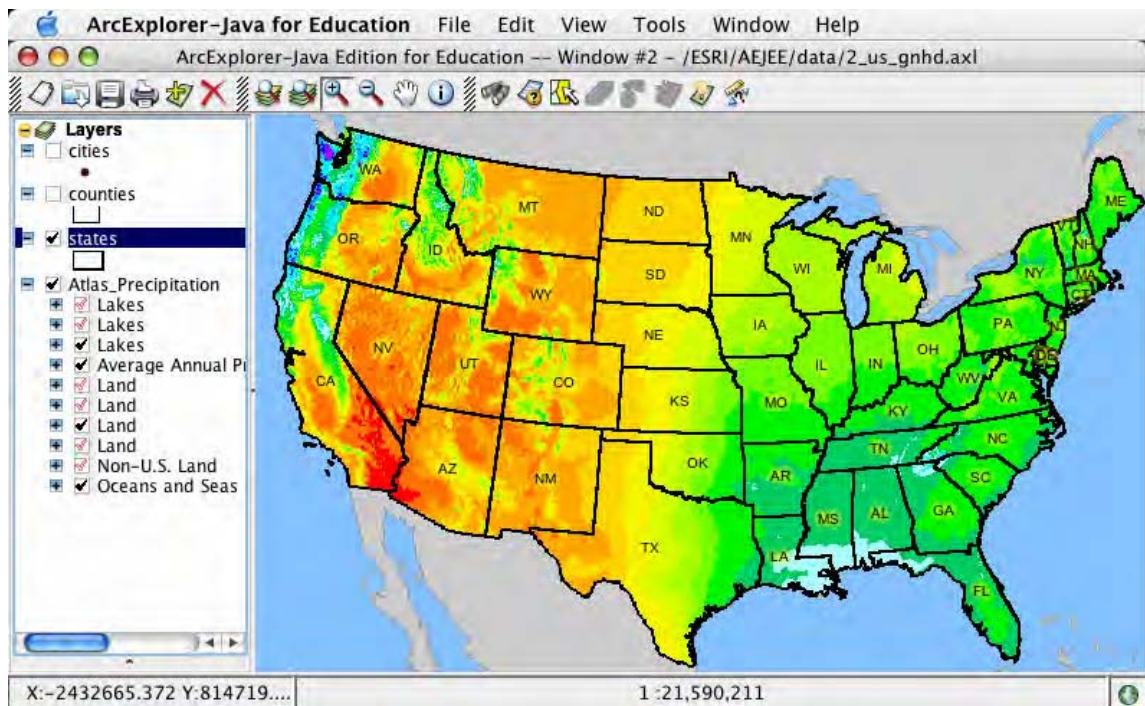 ArcExplorer-Java for Education File Edit View Tools Window Help
ArcExplorer-Java Edition for Education -- Window #2 - /ESRI/AEJEE/data/2_us_gnhd.axl
Layers
cities
counties
states
Atlas_Precipitation
Lakes
Lakes
Lakes
Average Annual P
Land
Land
Land
Land
Non-U.S. Land
Oceans and Seas
WA
MT
ND
MN
ME
VT
NH
OR
ID
SD
WI
MI
NY
MA
CT
WY
IA
PA
NJ
NE
OH
DE
NV
UT
CO
IL
IN
WV
VA
CA
KS
MO
KY
NC
TN
AZ
NM
OK
AR
SC
MS
AL
GA
TX
LA
FL
X:-2432665.372 Y:814719....
1 :21,590,211